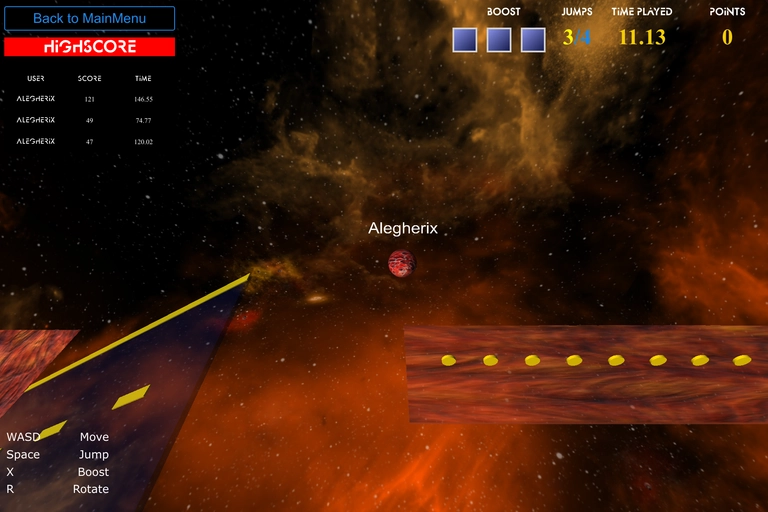 Back to MainMenu
HiGHSCORE
USER SCORE TiME
ALEGHERiX 121 146.55
ALEGHERiX 49 74.77
ALEGHERiX 47 120.02
BOOST JUMPS TiME PLAYED POiNTS
3/4 11.13 0
Alegherix
WASD Move
Space Jump
X Boost
R Rotate